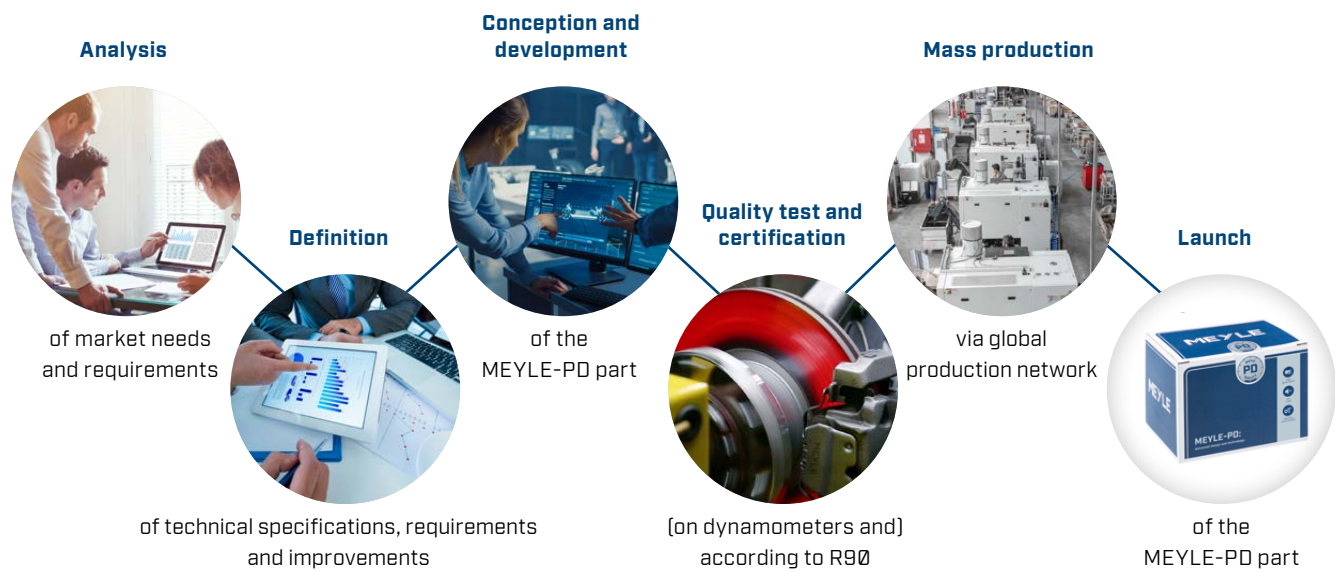 Analysis
of market needs
and requirements
Definition
of technical specifications, requirements
and improvements
Conception and
development
of the
MEYLE-PD part
Quality test and
certification
(on dynamometers and)
according to R90
Mass production
via global
production network
Launch
MEYLE
PD
MEYLE
MEYLE-PD:
of the
MEYLE-PD part